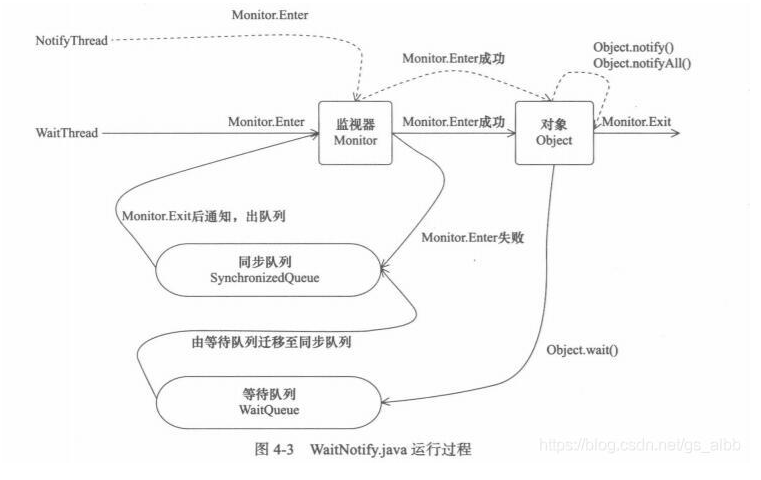 Monitor.Enter
NotifyThread
Object.notify()
Object.notifyAll()
Monitor.Enter成功
WaitThread
Monitor.Enter
监视器
Monitor
Monitor.Enter成功
对象
Object
Monitor.Exit
Monitor.Exit后通知，出队列
Monitor.Enter失败
同步队列
SynchronizedQueue
由等待队列迁移至同步队列
Object.wait()
等待队列
WaitQueue
图 4-3 WaitNotify.java 运行过程
https://blog.csdn.net/gs_albb